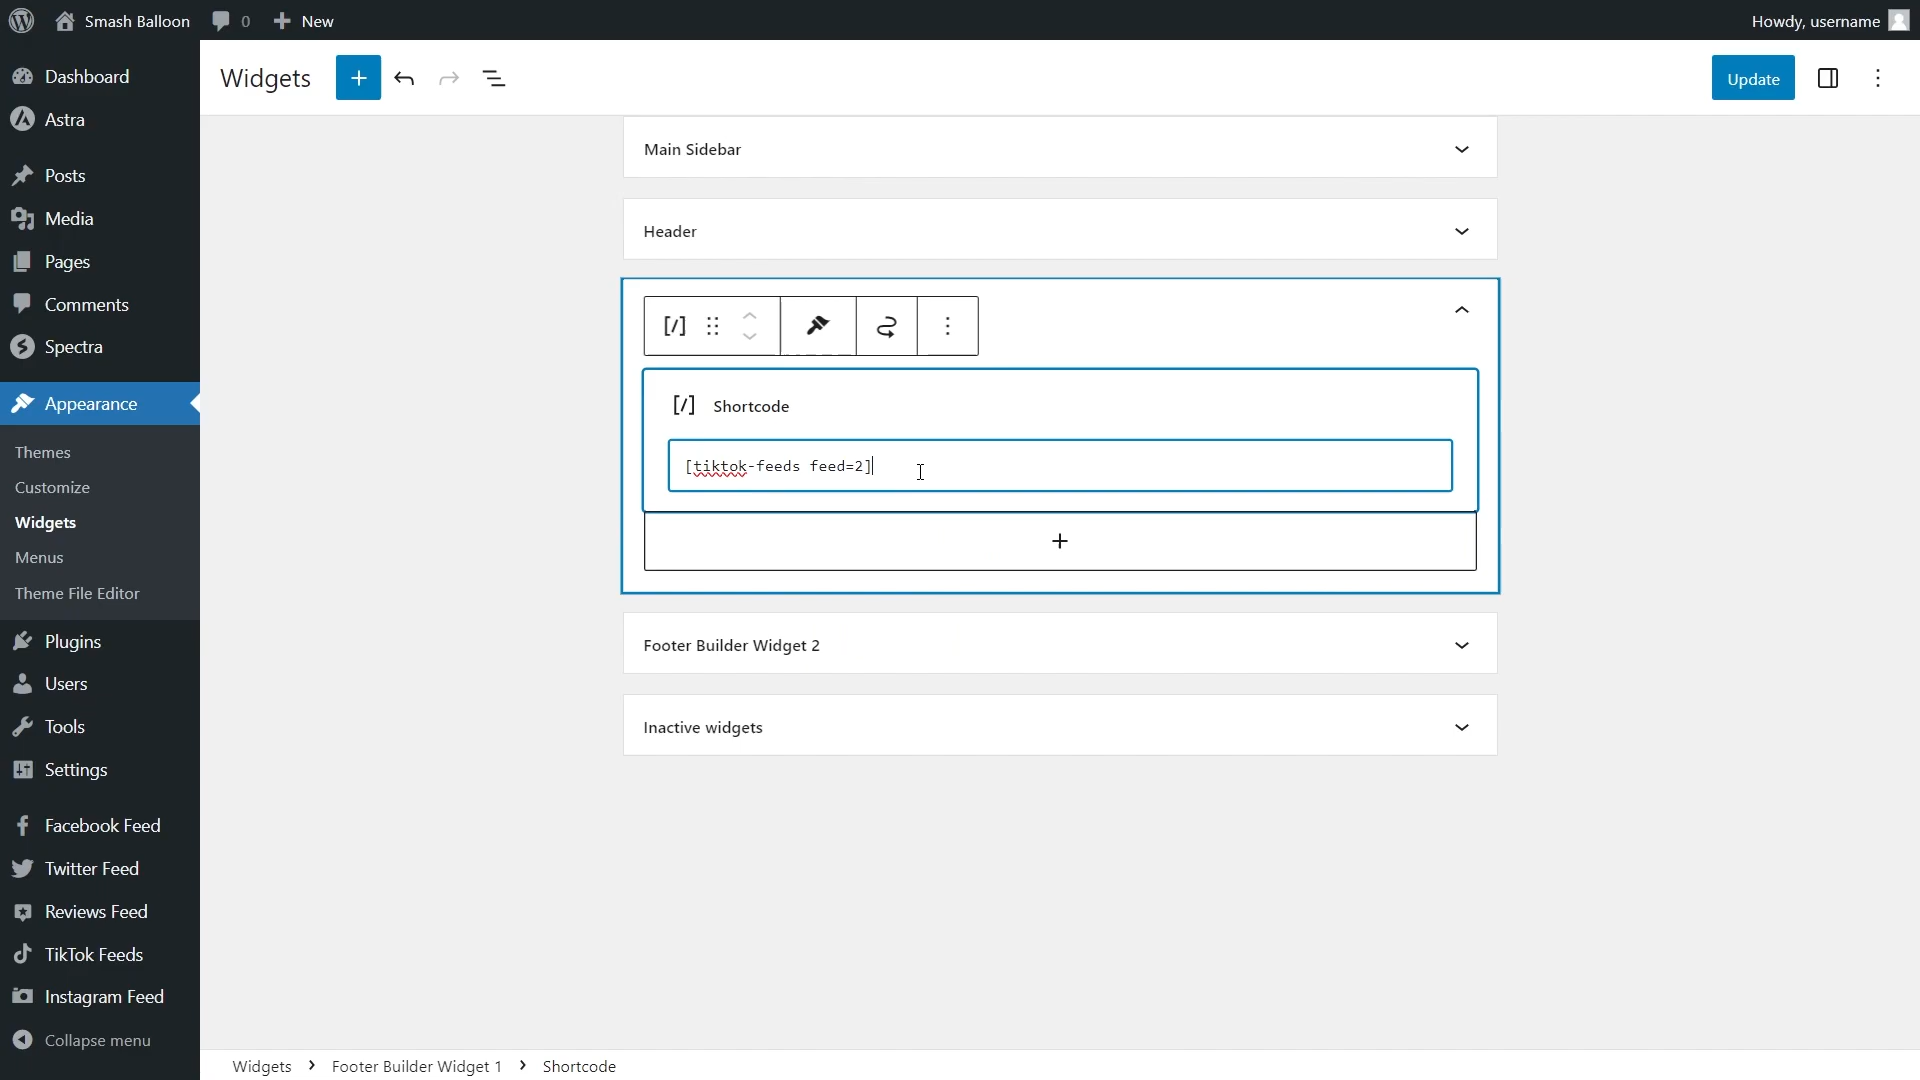 Smash Balloon 0 New Howdy, username
Dashboard
Astra
Posts
Media
Pages
Comments
Spectra
Appearance
Themes
Customize
Widgets
Menus
Theme File Editor
Plugins
Users
Tools
Settings
Facebook Feed
Twitter Feed
Reviews Feed
TikTok Feeds
Instagram Feed
Collapse menu
Widgets Update
Main Sidebar
Header
[/]
[/] Shortcode
[tiktok-feeds feed=2]
Footer Builder Widget 2
Inactive widgets
Widgets › Footer Builder Widget 1 › Shortcode